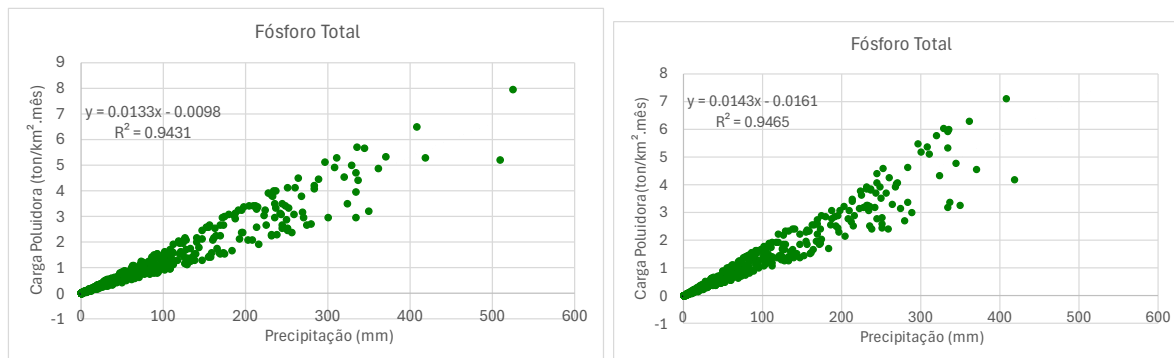 Fósforo Total
9
8
7
6
5
4
3
2
1
0
-1
y = 0.0133x - 0.0098
R² = 0.9431
Carga Poluidora (ton/km².mês)
0 100 200 300 400 500 600
Precipitação (mm)
Fósforo Total
8
7
6
5
4
3
2
1
0
-1
y = 0.0143x - 0.0161
R² = 0.9465
Carga Poluidora (ton/km².mês)
0 100 200 300 400 500 600
Precipitação (mm)